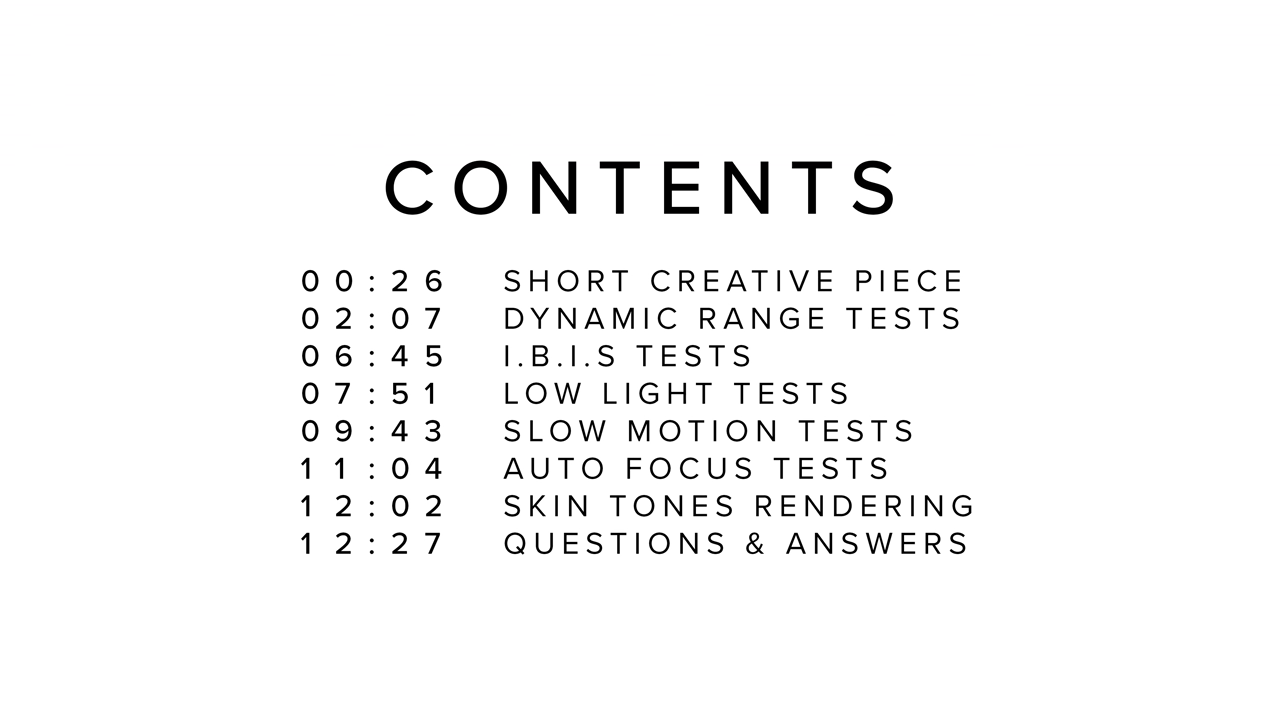 CONTENTS
00:26 SHORT CREATIVE PIECE
02:07 DYNAMIC RANGE TESTS
06:45 I.B.I.S TESTS
07:51 LOW LIGHT TESTS
09:43 SLOW MOTION TESTS
11:04 AUTO FOCUS TESTS
12:02 SKIN TONES RENDERING
12:27 QUESTIONS & ANSWERS